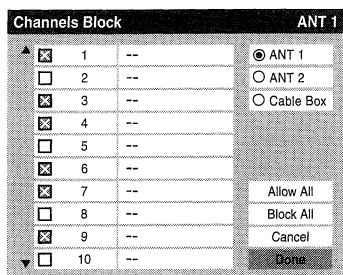 Channels Block ANT 1
1 -- ANT 1
2 -- ANT 2
3 -- Cable Box
4 --
5 --
6 --
7 -- Allow All
8 -- Block All
9 -- Cancel
10 -- Done